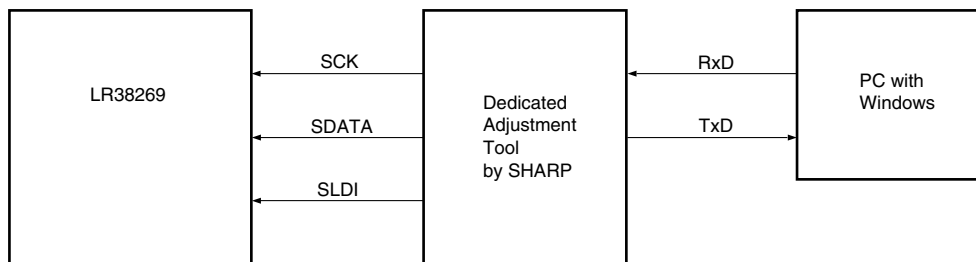 LR38269
SCK
SDATA
SLDI
Dedicated
Adjustment
Tool
by SHARP
RxD
TxD
PC with
Windows